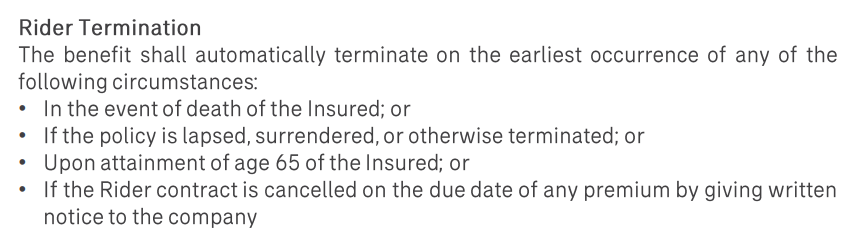 Rider Termination
The benefit shall automatically terminate on the earliest occurrence of any of the
following circumstances:
• In the event of death of the Insured; or
• If the policy is lapsed, surrendered, or otherwise terminated; or
• Upon attainment of age 65 of the Insured; or
• If the Rider contract is cancelled on the due date of any premium by giving written
notice to the company